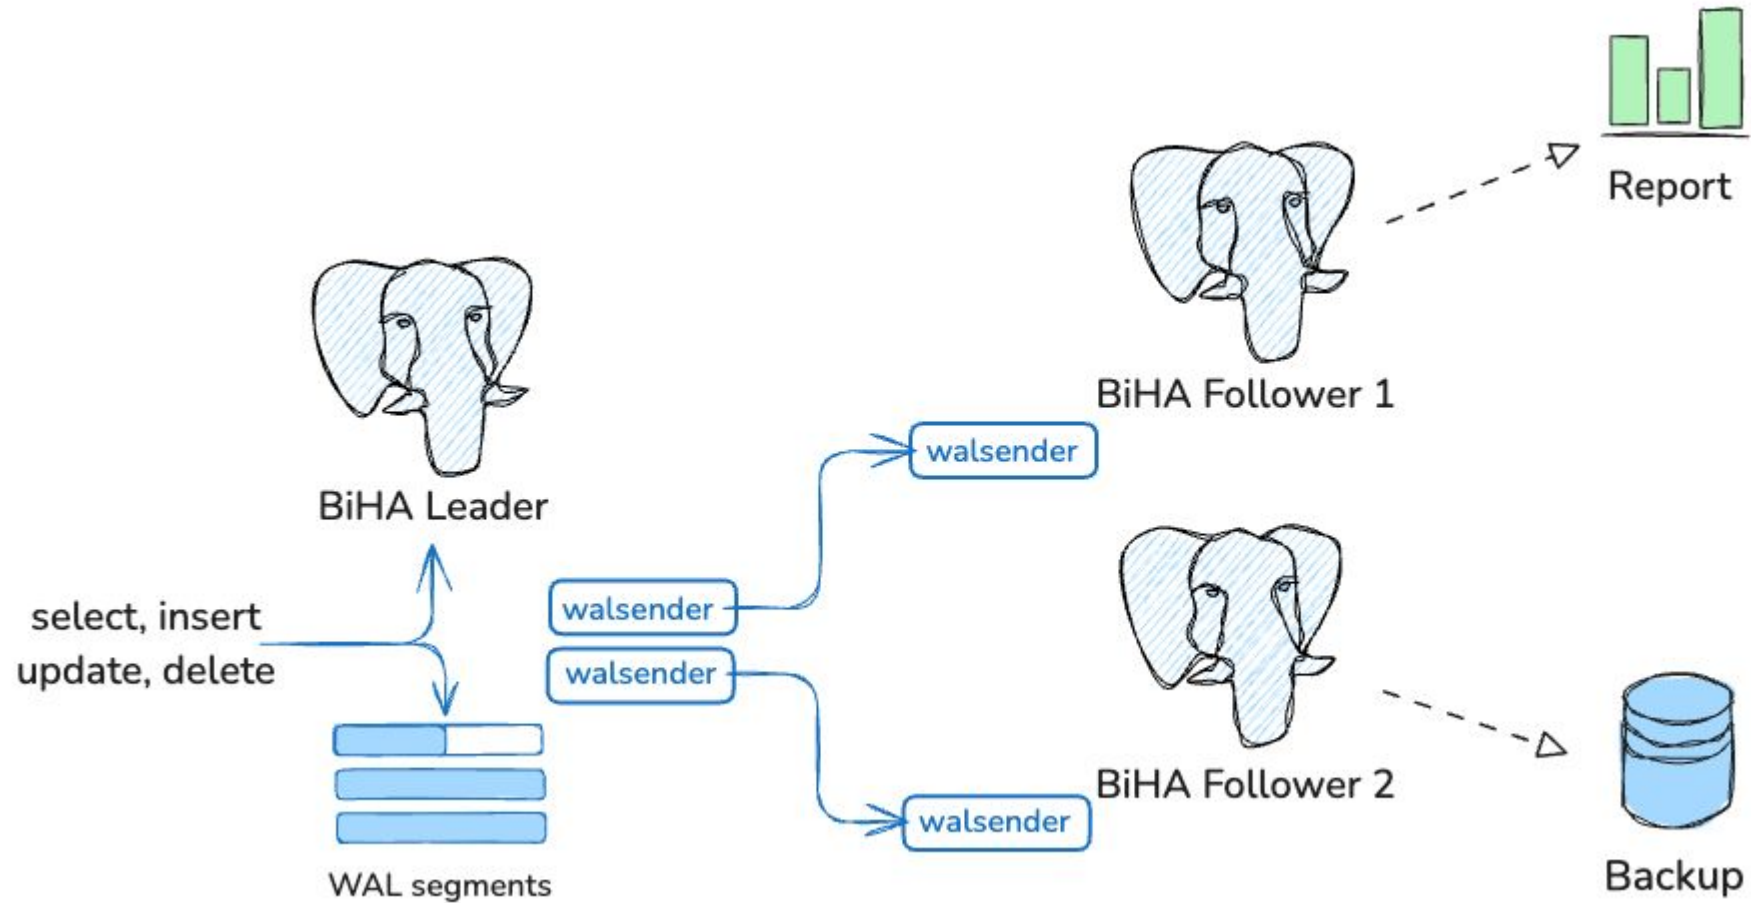 Report
BiHA Follower 1
walsender
BiHA Leader
select, insert
update, delete
walsender
walsender
BiHA Follower 2
walsender
WAL segments
Backup